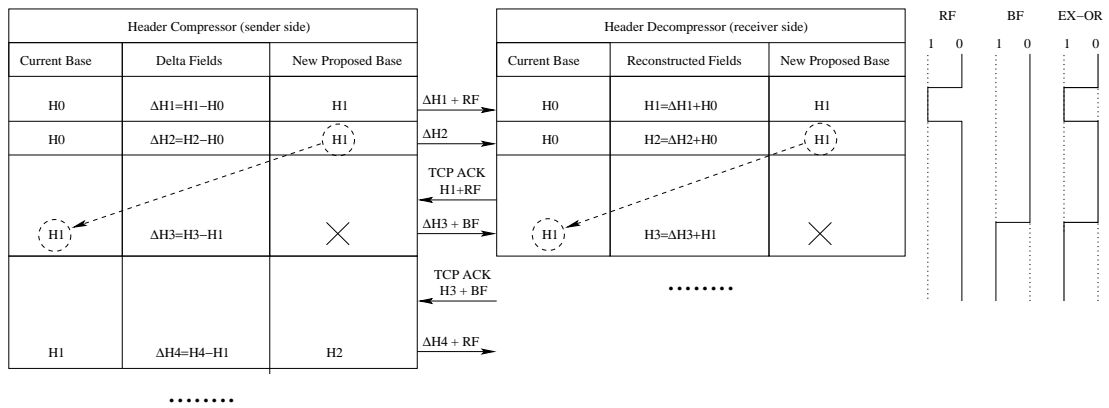 Header Compressor (sender side)
Current Base Delta Fields New Proposed Base
H0 ΔH1=H1−H0 H1
H0 ΔH2=H2−H0 H1
H1 ΔH3=H3−H1
H1 ΔH4=H4−H1 H2
........
ΔH1 + RF
ΔH2
TCP ACK
H1+RF
ΔH3 + BF
TCP ACK
H3 + BF
ΔH4 + RF
Header Decompressor (receiver side)
Current Base Reconstructed Fields New Proposed Base
H0 H1=ΔH1+H0 H1
H0 H2=ΔH2+H0 H1
H1 H3=ΔH3+H1
........
RF BF EX−OR
1 0 1 0 1 0